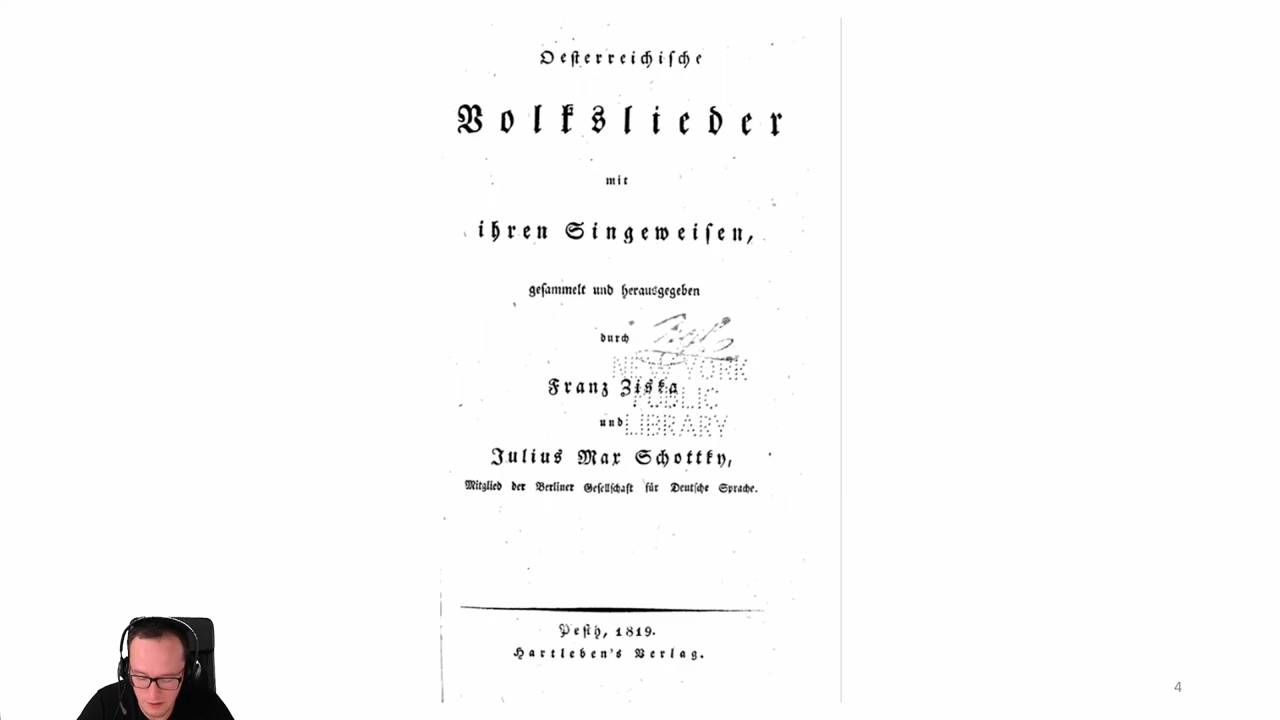 Oeſterreichiſche
Volkslieder
mit
ihren Singeweiſen,
geſammelt und herausgegeben
durch
NEW YORK
Franz Ziska
PUBLIC
und
LIBRARY
Julius Max Schottky,
Mitglied der Berliner Geſellſchaft für Deutſche Sprache.
Peſth, 1819.
Hartleben's Verlag.
4